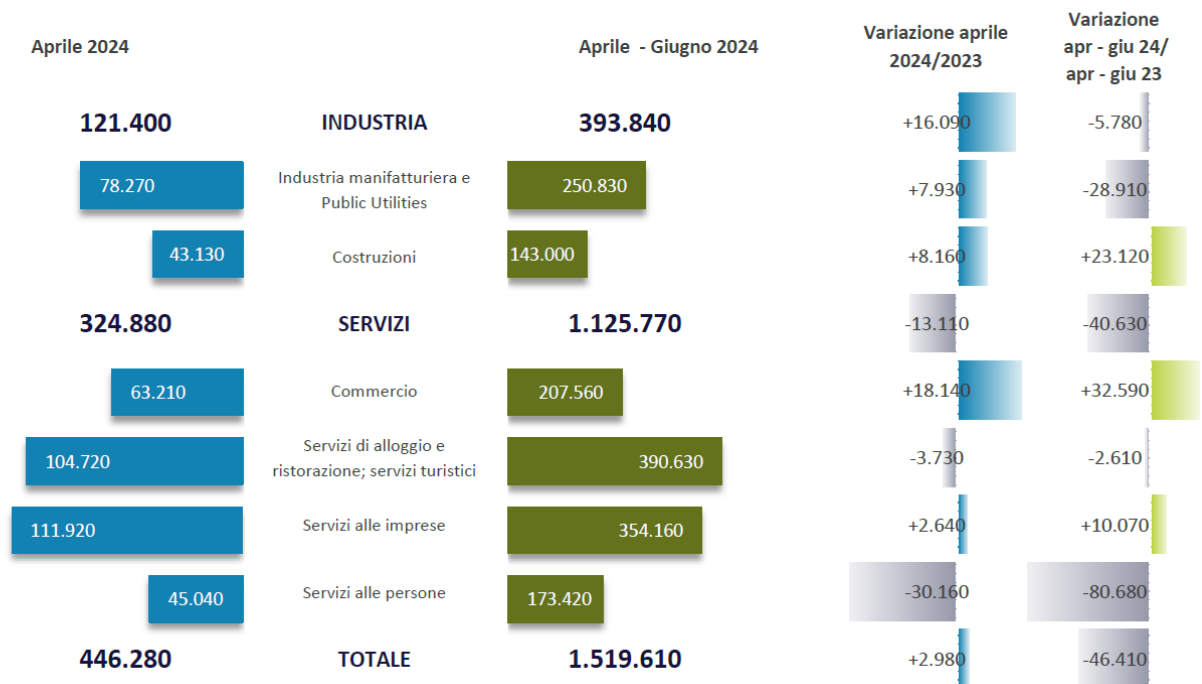 Aprile 2024
Aprile - Giugno 2024
Variazione aprile
2024/2023
Variazione
apr - giu 24/
apr - giu 23
121.400 INDUSTRIA 393.840 +16.090 -5.780
78.270 Industria manifatturiera e
Public Utilities 250.830 +7.930 -28.910
43.130 Costruzioni 143.000 +8.160 +23.120
324.880 SERVIZI 1.125.770 -13.110 -40.630
63.210 Commercio 207.560 +18.140 +32.590
104.720 Servizi di alloggio e
ristorazione; servizi turistici 390.630 -3.730 -2.610
111.920 Servizi alle imprese 354.160 +2.640 +10.070
45.040 Servizi alle persone 173.420 -30.160 -80.680
446.280 TOTALE 1.519.610 +2.980 -46.410